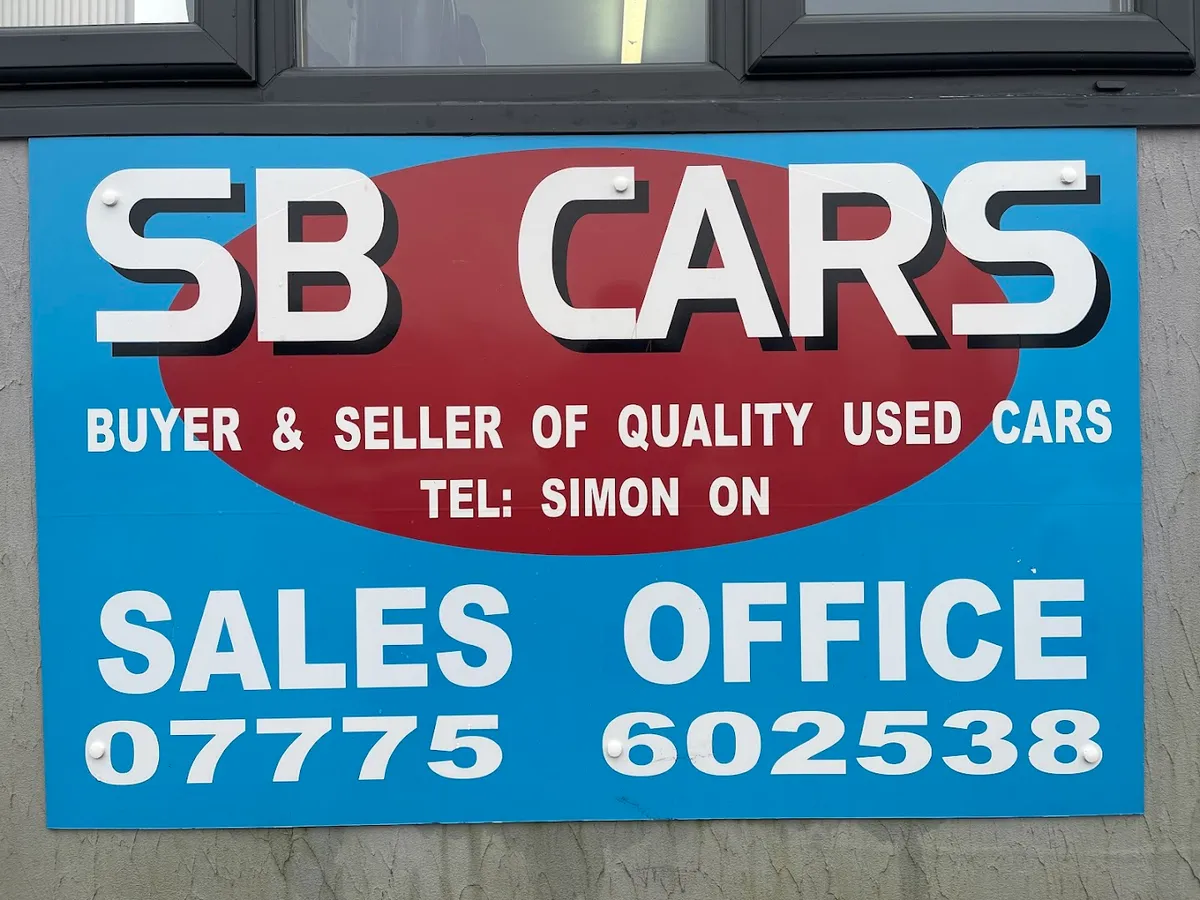 SB CARS
BUYER & SELLER OF QUALITY USED CARS
TEL: SIMON ON
SALES OFFICE
07775 602538